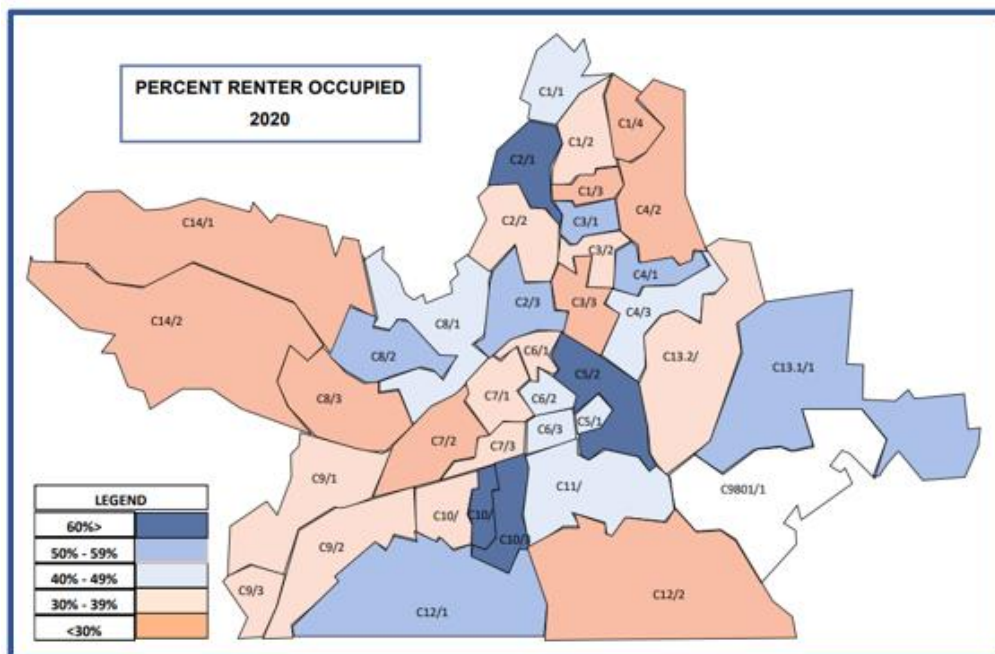 PERCENT RENTER OCCUPIED
2020
C1/1
C1/2
C1/4
C2/1
C1/3
C14/1
C2/2
C3/1
C4/2
C3/2
C4/1
C14/2
C8/1
C2/3
C3/3
C4/3
C8/2
C6/1
C13.2/
C13.1/1
C5/2
C8/3
C7/1
C6/2
C5/1
C6/3
C7/2
C7/3
C9/1
C11/
C9801/1
LEGEND
60%>
50% - 59%
40% - 49%
30% - 39%
<30%
C10/
C10/
C10/3
C9/2
C9/3
C12/1
C12/2